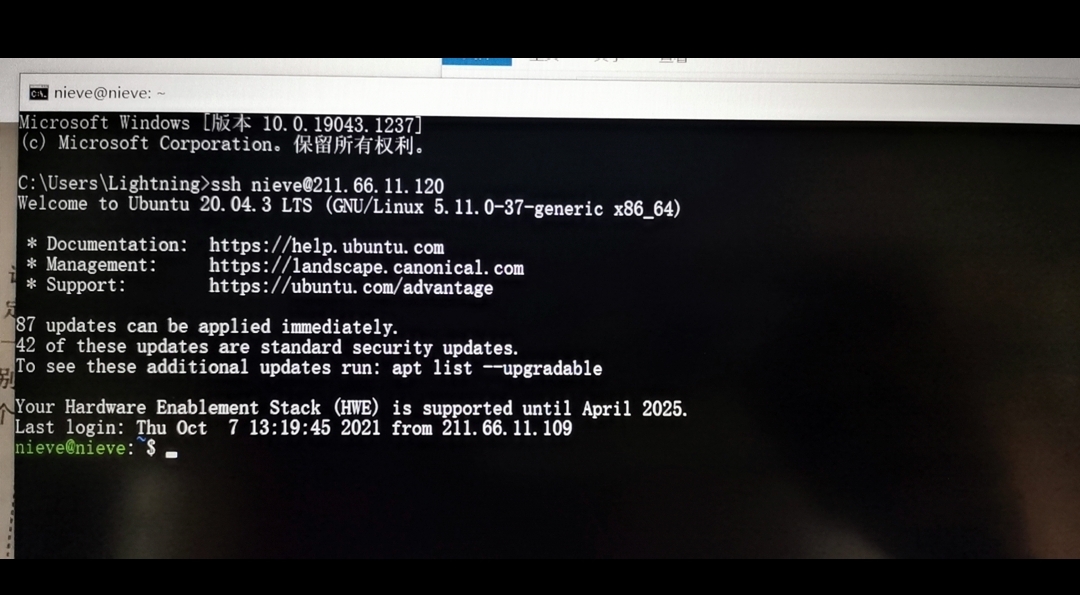 nieve@nieve: ~
Microsoft Windows [版本 10.0.19043.1237]
(c) Microsoft Corporation。保留所有权利。
C:\Users\Lightning>ssh nieve@211.66.11.120
Welcome to Ubuntu 20.04.3 LTS (GNU/Linux 5.11.0-37-generic x86_64)
* Documentation:  https://help.ubuntu.com
* Management:     https://landscape.canonical.com
* Support:        https://ubuntu.com/advantage
87 updates can be applied immediately.
42 of these updates are standard security updates.
To see these additional updates run: apt list --upgradable
Your Hardware Enablement Stack (HWE) is supported until April 2025.
Last login: Thu Oct  7 13:19:45 2021 from 211.66.11.109
nieve@nieve:~$